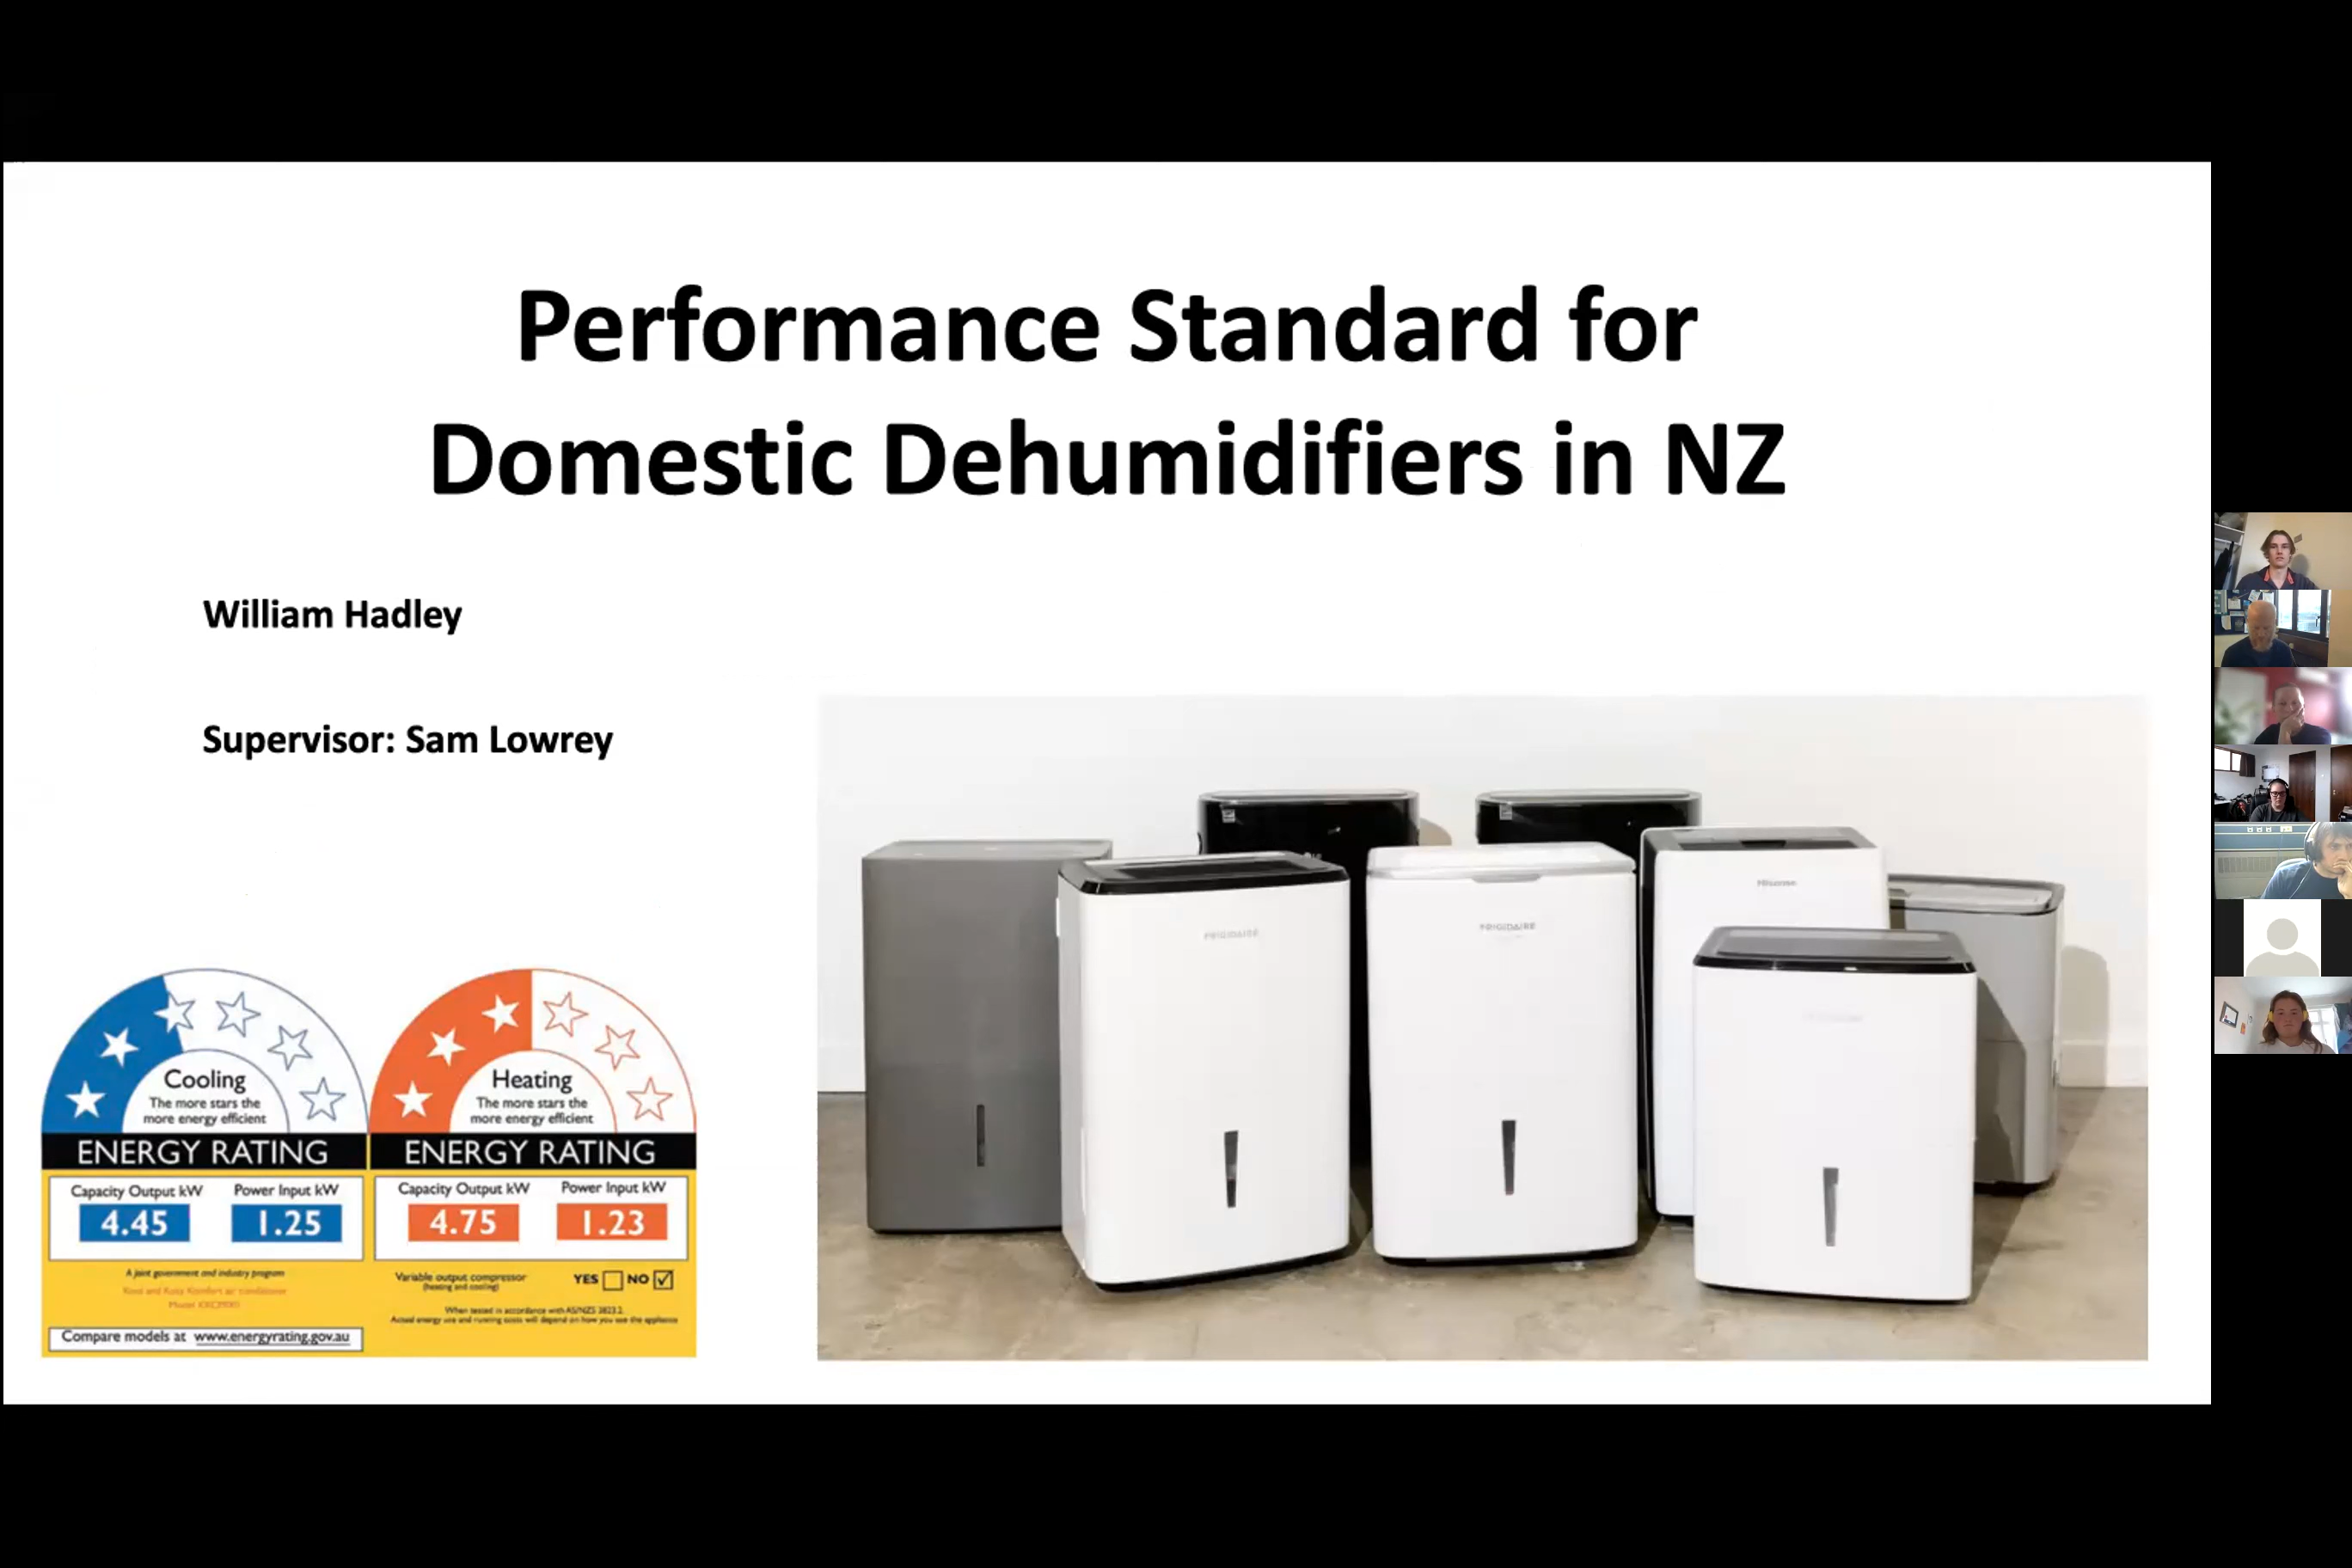 Performance Standard for
Domestic Dehumidifiers in NZ
William Hadley
Supervisor: Sam Lowrey
FRIGIDAIRE
FRIGIDAIRE
Hisense
Cooling
The more stars the
more energy efficient
ENERGY RATING
Capacity Output kW Power Input kW
4.45 1.25
A joint government and industry program
Compare models at www.energyrating.gov.au
Heating
The more stars the
more energy efficient
ENERGY RATING
Capacity Output kW Power Input kW
4.75 1.23
Variable output compressor
(heating and cooling)
YES NO
When tested in accordance with AS/NZS 3823.2
Actual energy use and running costs will depend on how you use the appliance